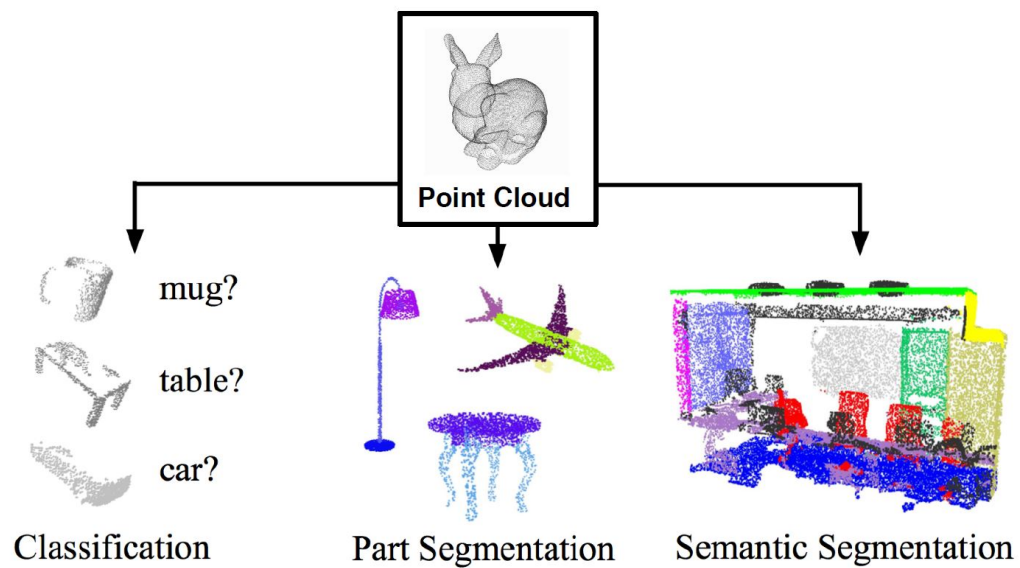 Point Cloud
mug?
table?
car?
Classification
Part Segmentation
Semantic Segmentation